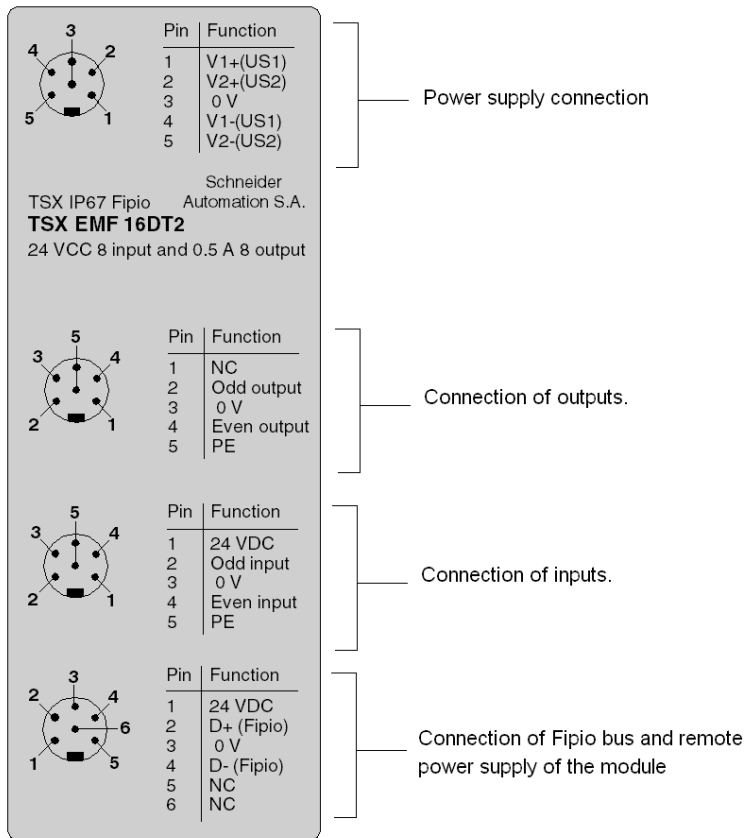 3
4
2
5
1
Pin Function
1 V1+(US1)
2 V2+(US2)
3 0 V
4 V1-(US1)
5 V2-(US2)
Power supply connection
Schneider
TSX IP67 Fipio Automation S.A.
TSX EMF 16DT2
24 VCC 8 input and 0.5 A 8 output
5
3
4
2
1
Pin Function
1 NC
2 Odd output
3 0 V
4 Even output
5 PE
Connection of outputs.
5
3
4
2
1
Pin Function
1 24 VDC
2 Odd input
3 0 V
4 Even input
5 PE
Connection of inputs.
3
2
4
6
1
5
Pin Function
1 24 VDC
2 D+ (Fipio)
3 0 V
4 D- (Fipio)
5 NC
6 NC
Connection of Fipio bus and remote
power supply of the module